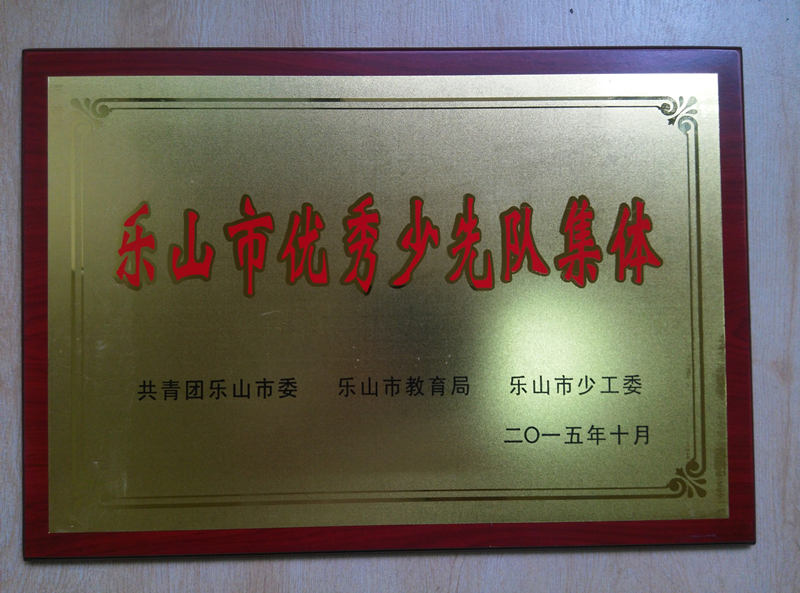 乐山市优秀少先队集体
共青团乐山市委 乐山市教育局 乐山市少工委
二〇一五年十月